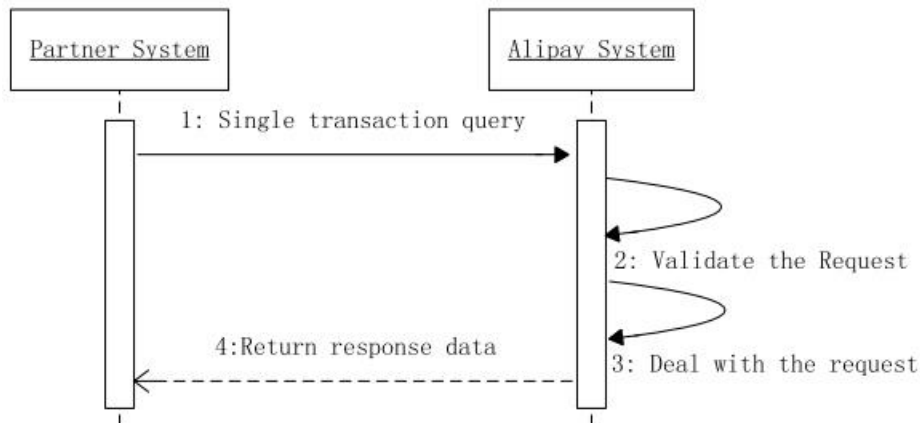 Partner System
Alipay System
1: Single transaction query
2: Validate the Request
4:Return response data
3: Deal with the request